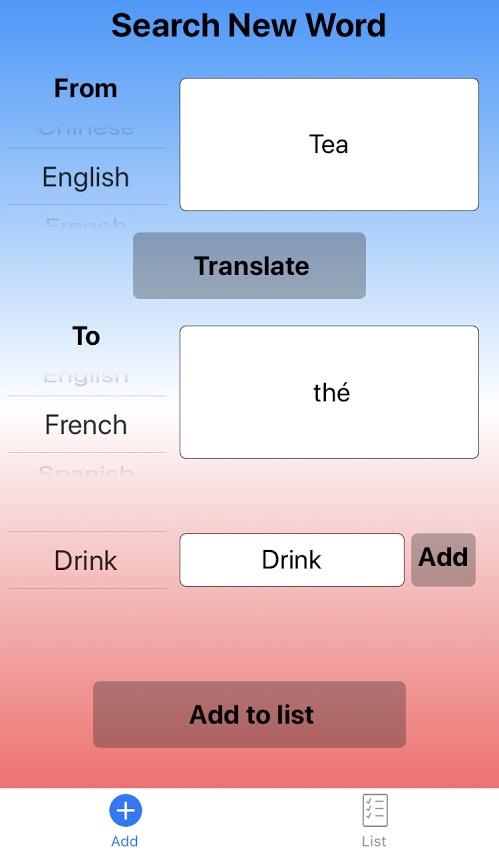 Search New Word
From
Chinese
English
French
Tea
Translate
To
English
French
Spanish
thé
Drink
Drink
Add
Add to list
Add
List